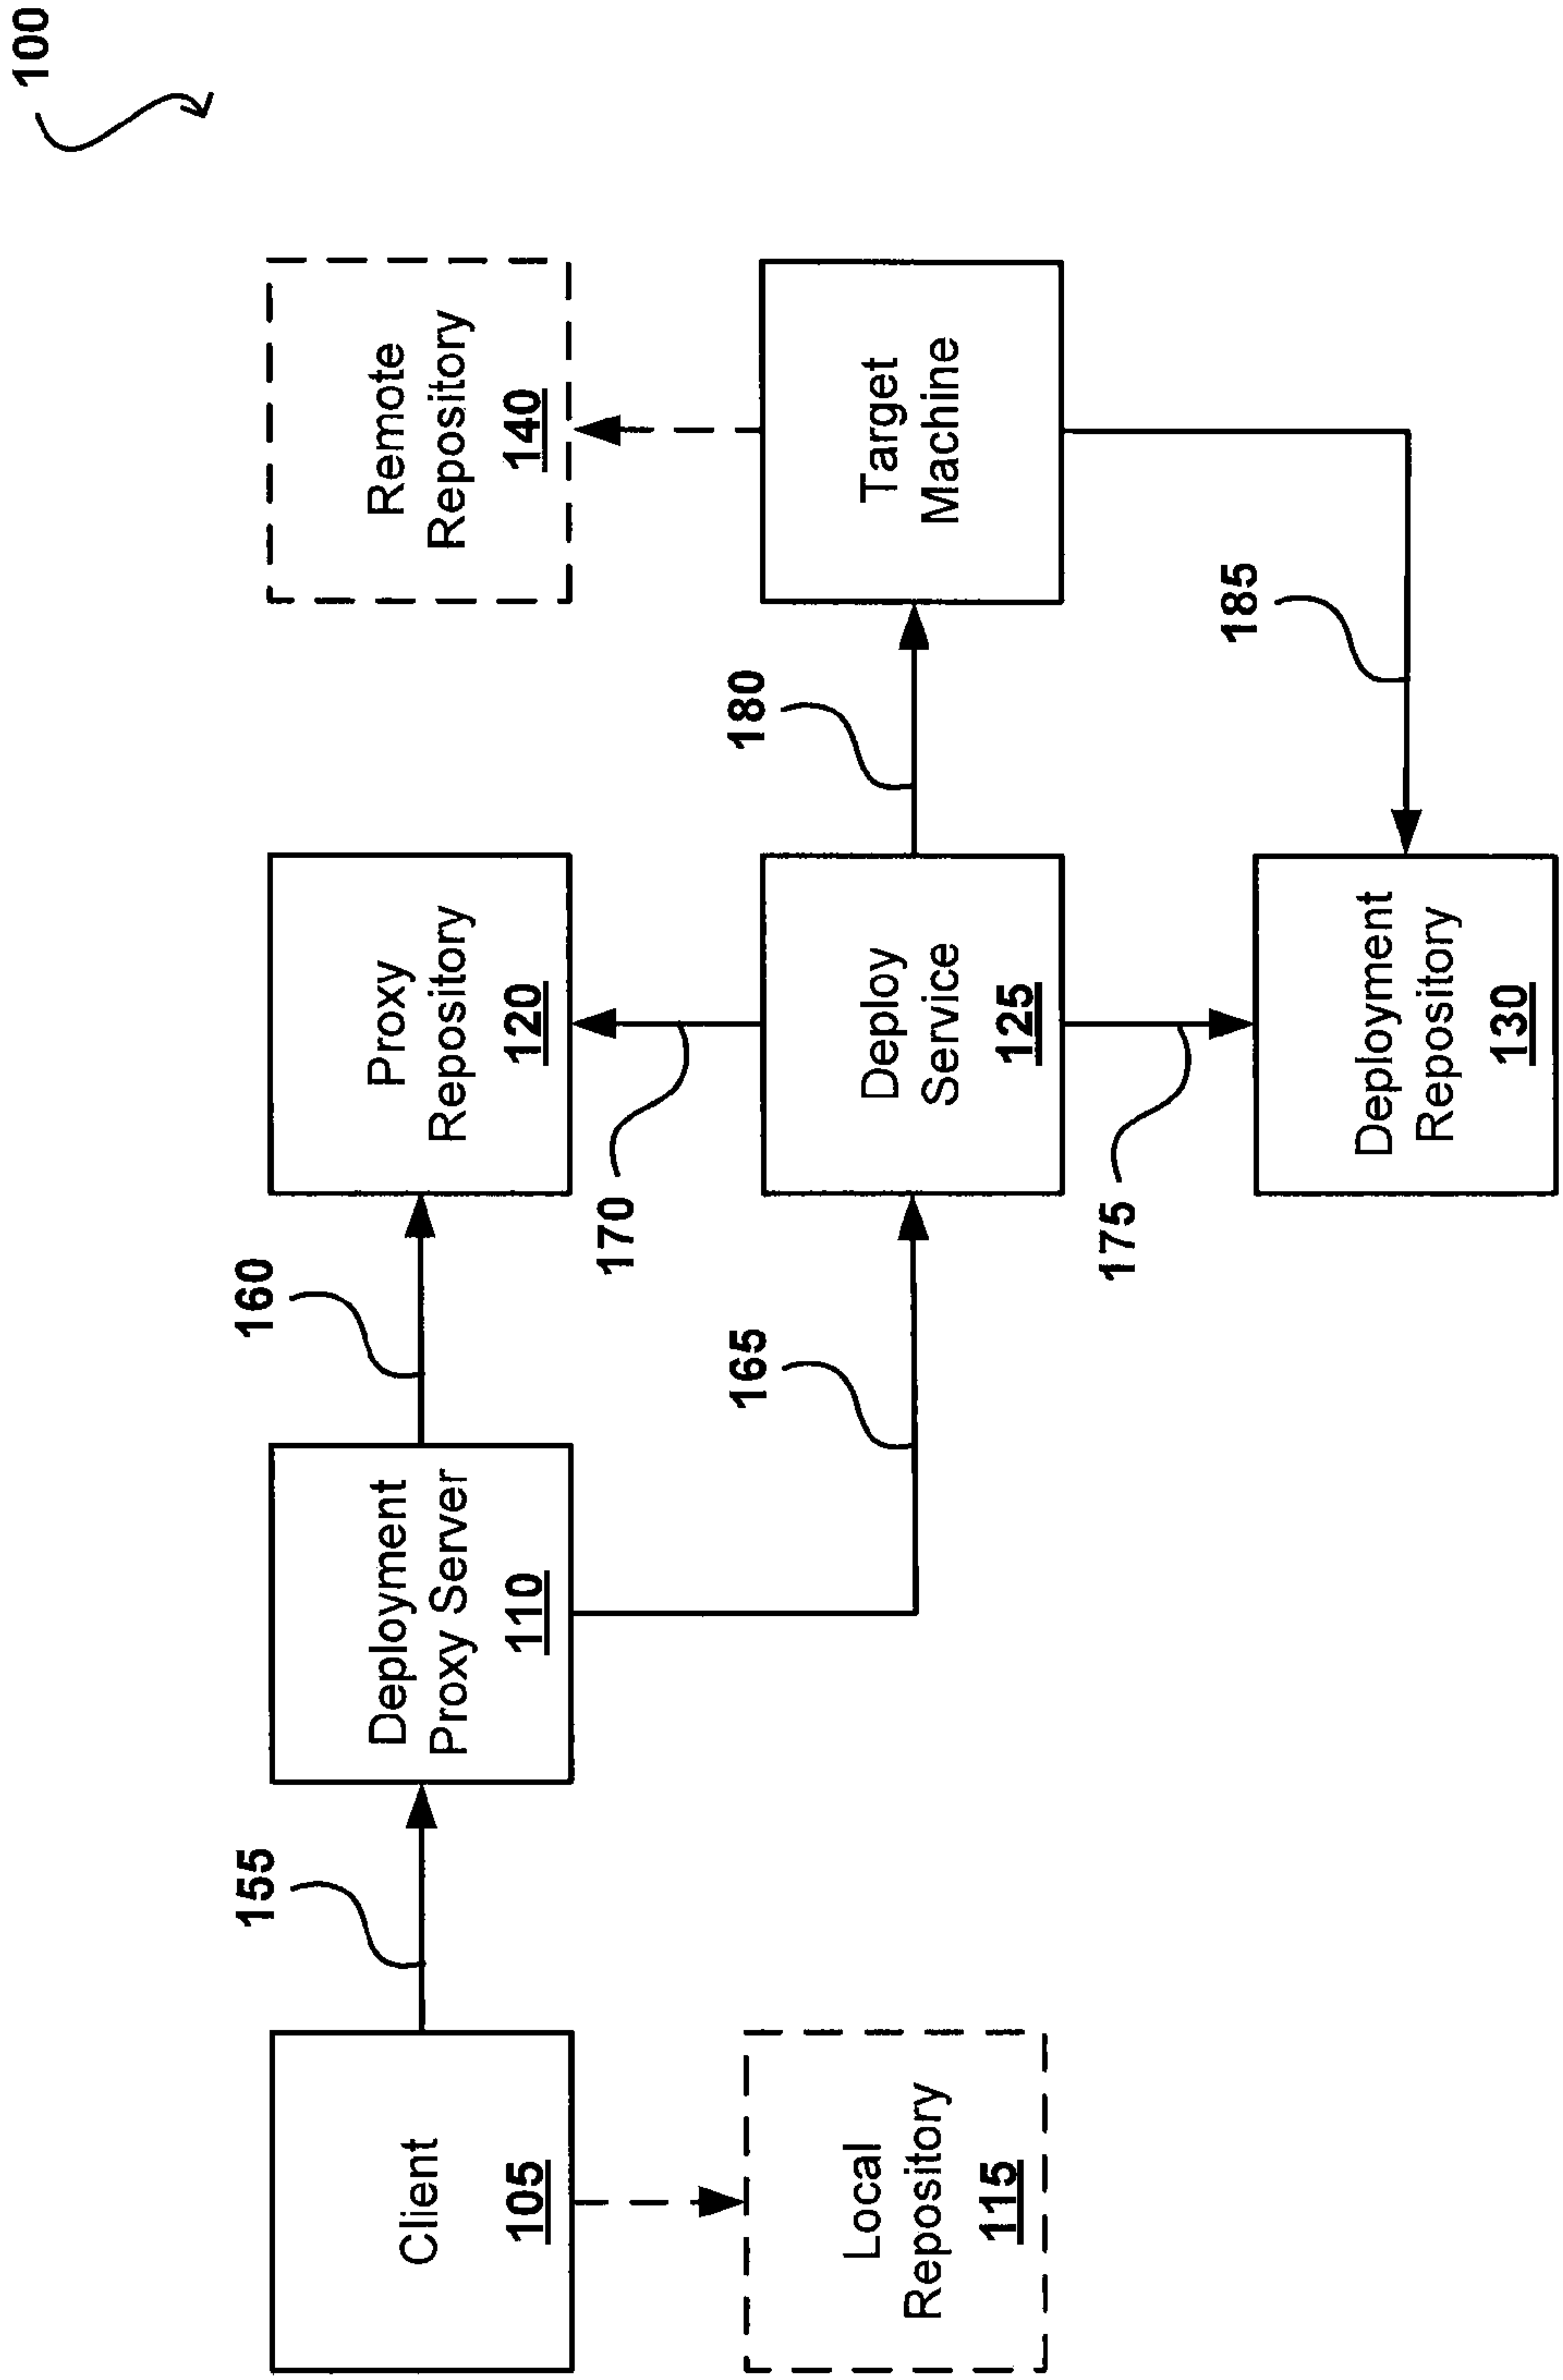 100
Client
105
155
Deployment
Proxy Server
110
160
Proxy
Repository
120
Remote
Repository
140
Local
Repository
115
165
170
Deploy
Service
125
180
Target
Machine
175
185
Deployment
Repository
130